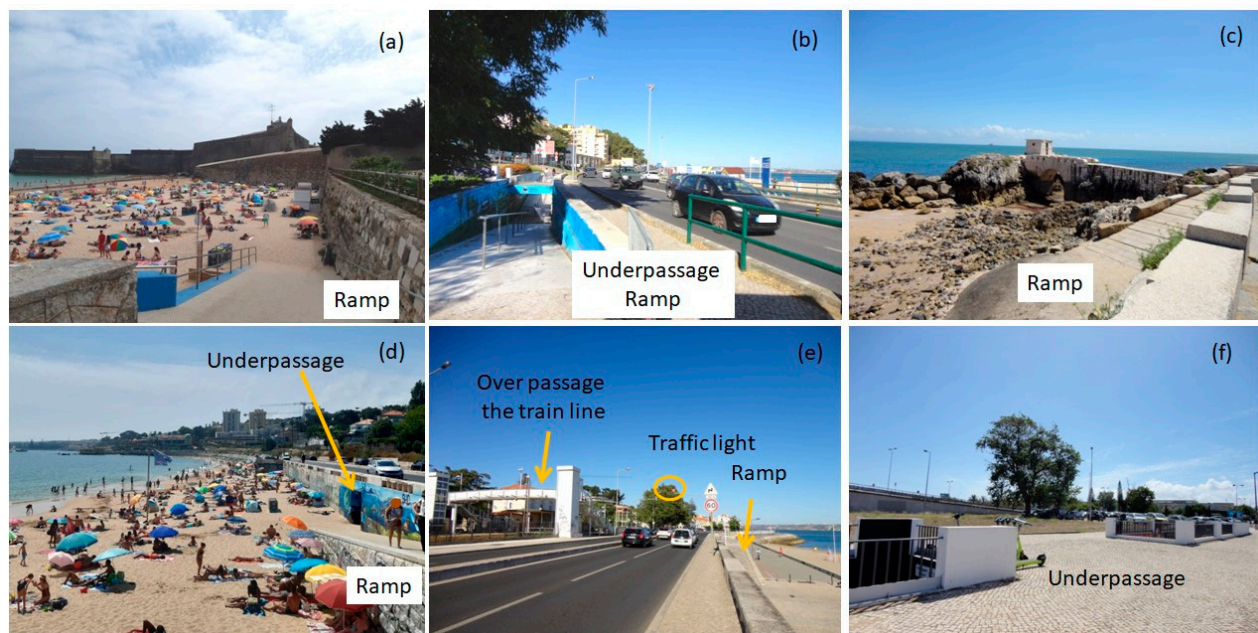 (a)
Ramp
(b)
Underpassage
Ramp
(c)
Ramp
(d)
Underpassage
Ramp
(e)
Over passage
the train line
Traffic light
Ramp
60
(f)
Underpassage